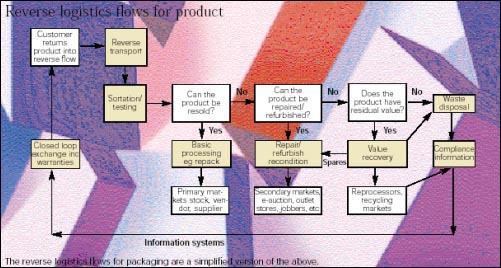 Reverse logistics flows for product
Customer
returns
product into
reverse flow
Reverse
transport
Sortation/
testing
Can the
product be
resold?
No
Can the
product be
repaired/
refurbished?
No
Does the
product have
residual value?
No
Waste
disposal
Yes
Yes
Yes
Closed loop
exchange inc
warranties
Basic
processing
eg repack
Repair/
refurbish
recondition
Spares
Value
recovery
Compliance
information
Primary mar-
kets stock, ven-
dor, supplier
Secondary markets,
e-auction, outlet
stores, jobbers, etc
Reprocessors,
recycling
markets
Information systems
The reverse logistics flows for packaging are a simplified version of the above.